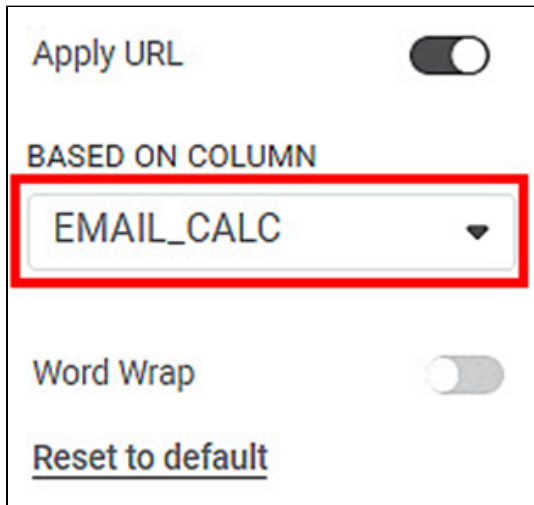 Apply URL
BASED ON COLUMN
EMAIL_CALC
Word Wrap
Reset to default